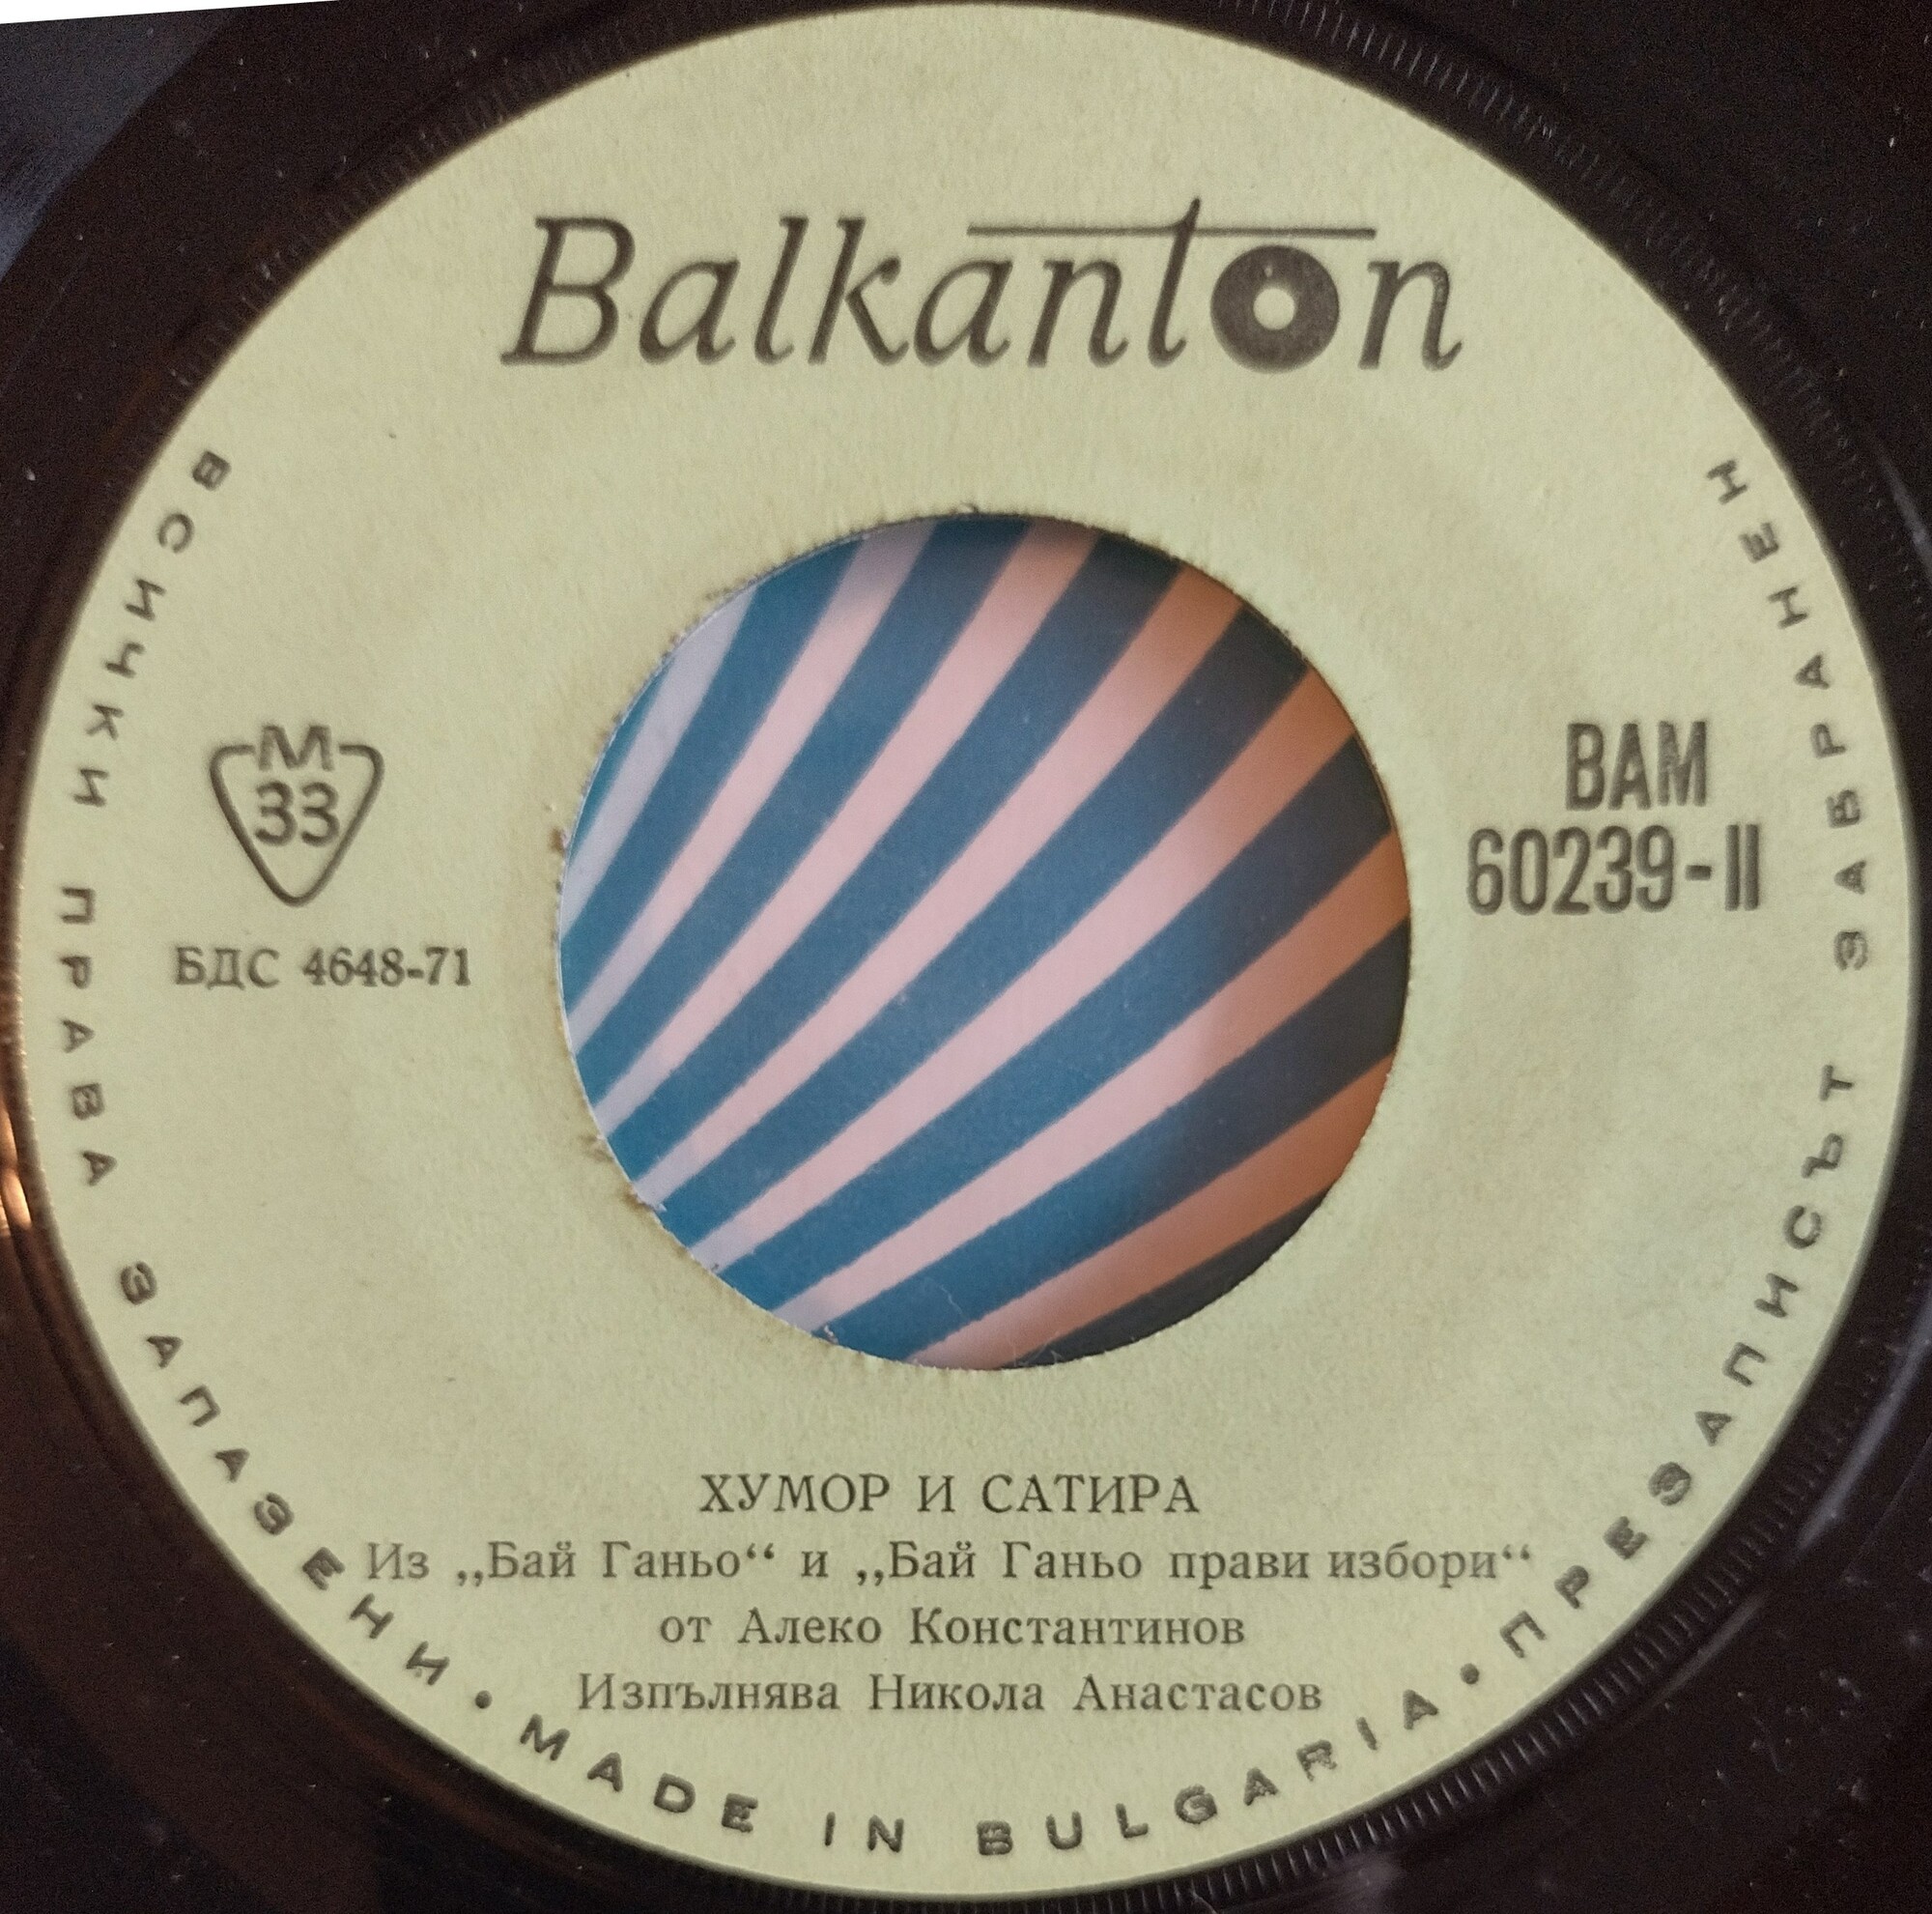 Balkanton
М
33
БДС 4648-71
ВАМ
60239-II
ХУМОР И САТИРА
Из „Бай Ганьо“ и „Бай Ганьо прави избори“
от Алеко Константинов
Изпълнява Никола Анастасов
ВСИЧКИ ПРАВА ЗАПАЗЕНИ • MADE IN BULGARIA • ПРЕЗАПИСЪТ ЗАБРАНЕН